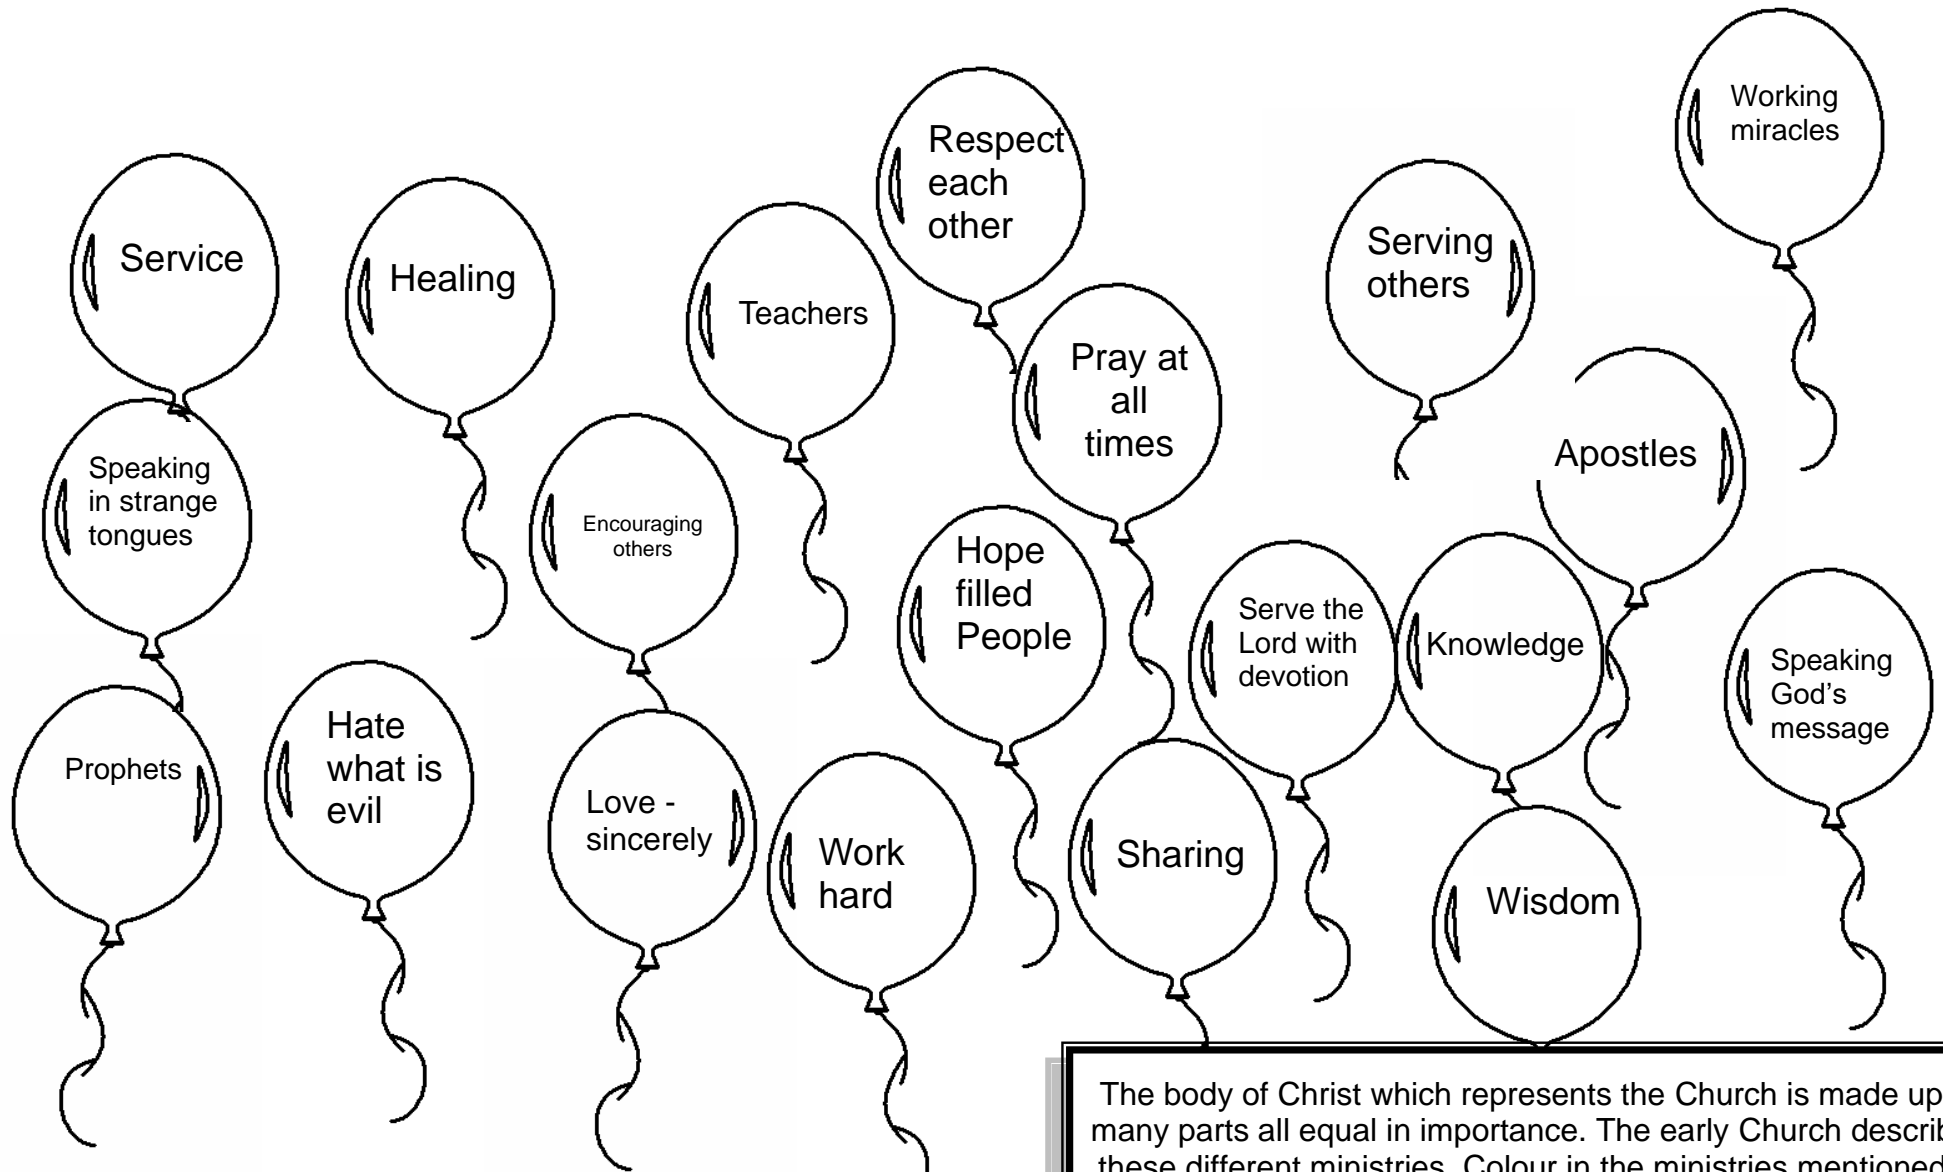 Working
miracles
Respect
each
other
Service
Healing
Teachers
Serving
others
Pray at
all
times
Apostles
Speaking
in strange
tongues
Encouraging
others
Hope
filled
People
Serve the
Lord with
devotion
Knowledge
Speaking
God's
message
Prophets
Hate
what is
evil
Love -
sincerely
Work
hard
Sharing
Wisdom
The body of Christ which represents the Church is made up
many parts all equal in importance. The early Church describ
these different ministries. Colour in the ministries mentioned